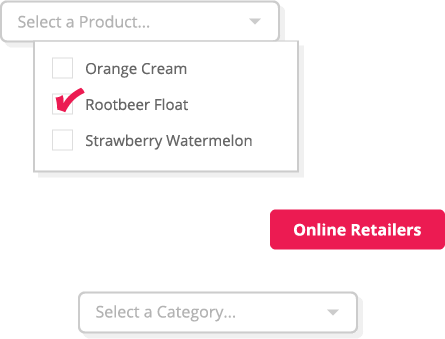 Select a Product...
Orange Cream
Rootbeer Float
Strawberry Watermelon
Online Retailers
Select a Category...